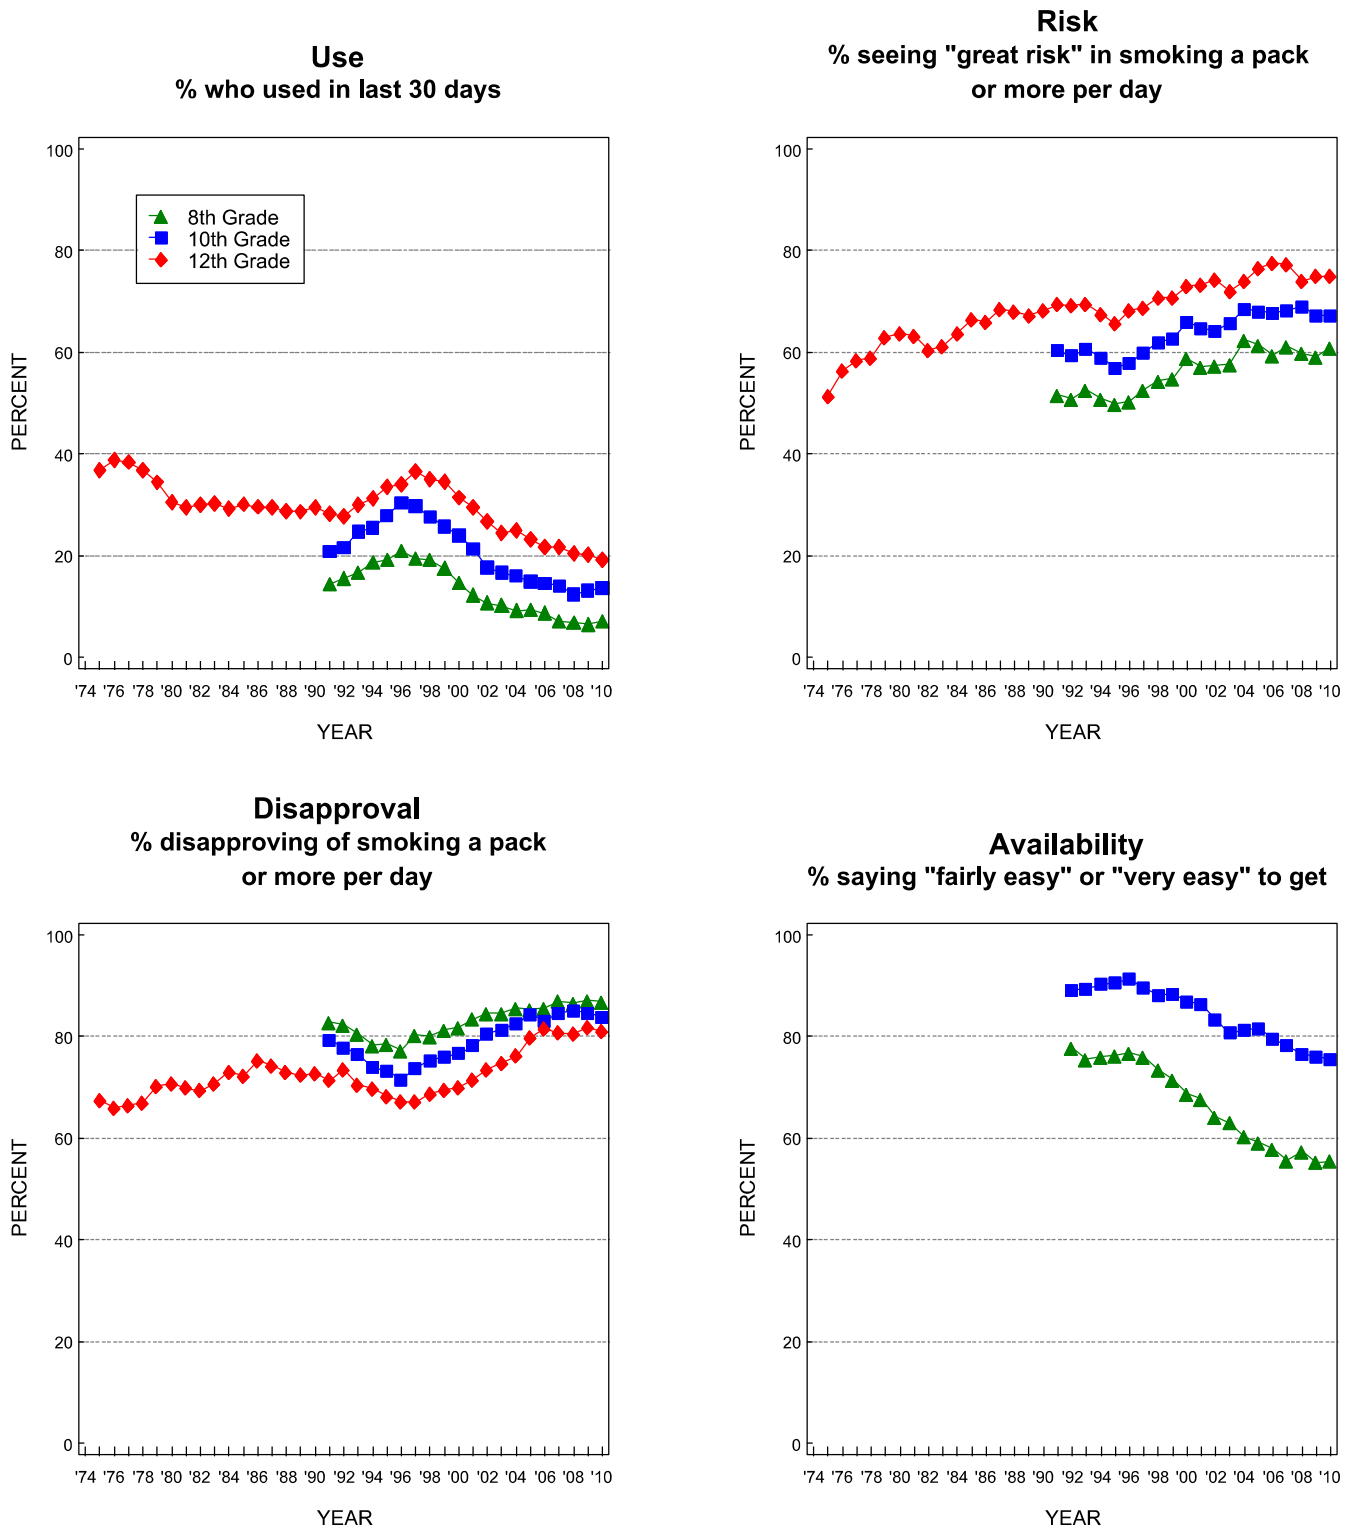 Use
% who used in last 30 days
100
80
60
40
20
0
PERCENT
8th Grade
10th Grade
12th Grade
'74 '76 '78 '80 '82 '84 '86 '88 '90 '92 '94 '96 '98 '00 '02 '04 '06 '08 '10
YEAR
Risk
% seeing "great risk" in smoking a pack
or more per day
100
80
60
40
20
0
PERCENT
'74 '76 '78 '80 '82 '84 '86 '88 '90 '92 '94 '96 '98 '00 '02 '04 '06 '08 '10
YEAR
Disapproval
% disapproving of smoking a pack
or more per day
100
80
60
40
20
0
PERCENT
'74 '76 '78 '80 '82 '84 '86 '88 '90 '92 '94 '96 '98 '00 '02 '04 '06 '08 '10
YEAR
Availability
% saying "fairly easy" or "very easy" to get
100
80
60
40
20
0
PERCENT
'74 '76 '78 '80 '82 '84 '86 '88 '90 '92 '94 '96 '98 '00 '02 '04 '06 '08 '10
YEAR